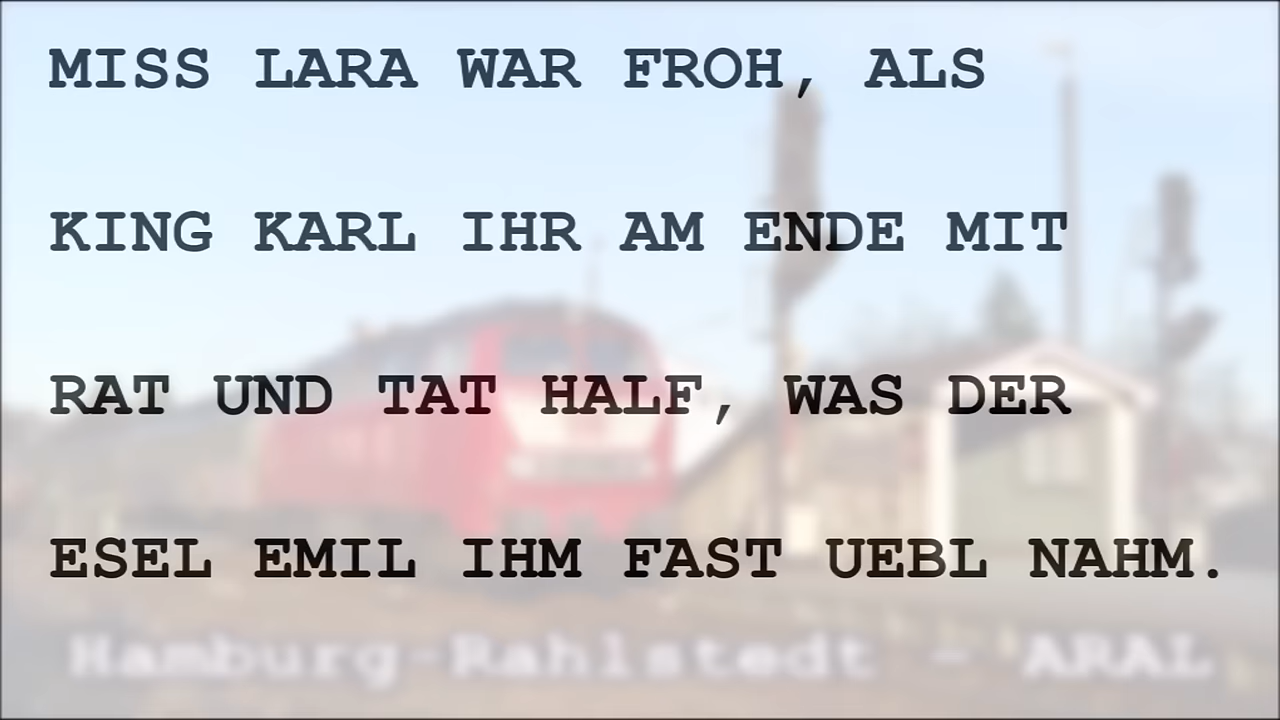 MISS LARA WAR FROH, ALS
KING KARL IHR AM ENDE MIT
RAT UND TAT HALF, WAS DER
ESEL EMIL IHM FAST UEBL NAHM.
Hamburg-Rahlstedt - ARAL